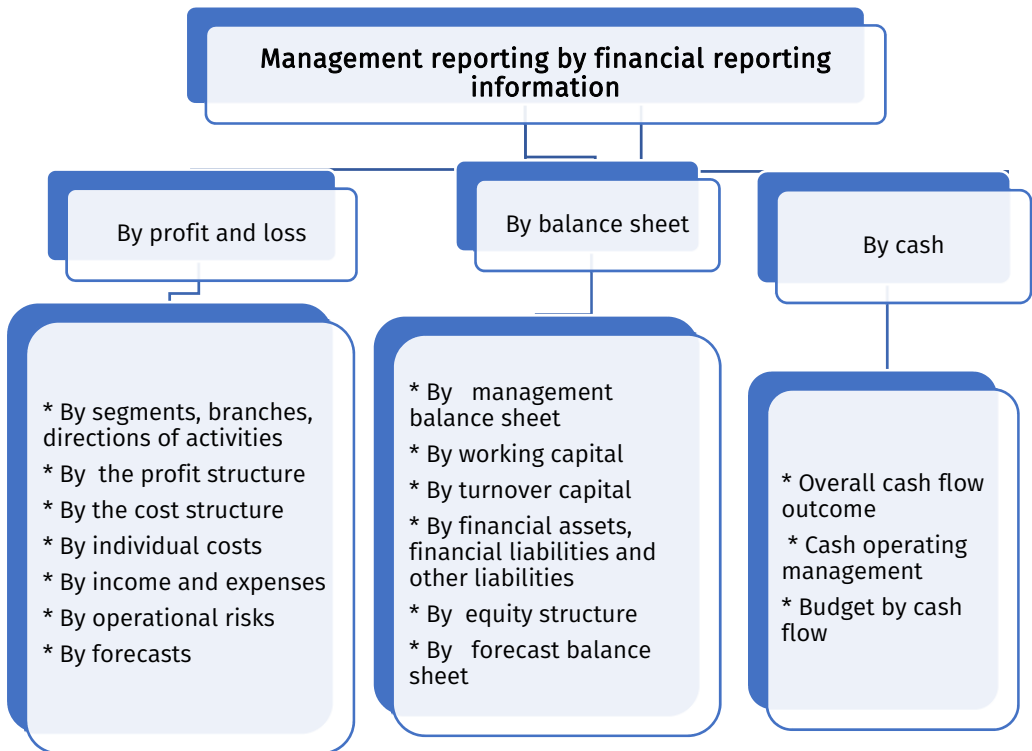 Management reporting by financial reporting
information
By profit and loss
By balance sheet
By cash
* By segments, branches,
directions of activities
* By the profit structure
* By the cost structure
* By individual costs
* By income and expenses
* By operational risks
* By forecasts
* By management
balance sheet
* By working capital
* By turnover capital
* By financial assets,
financial liabilities and
other liabilities
* By equity structure
* By forecast balance
sheet
* Overall cash flow
outcome
* Cash operating
management
* Budget by cash
flow